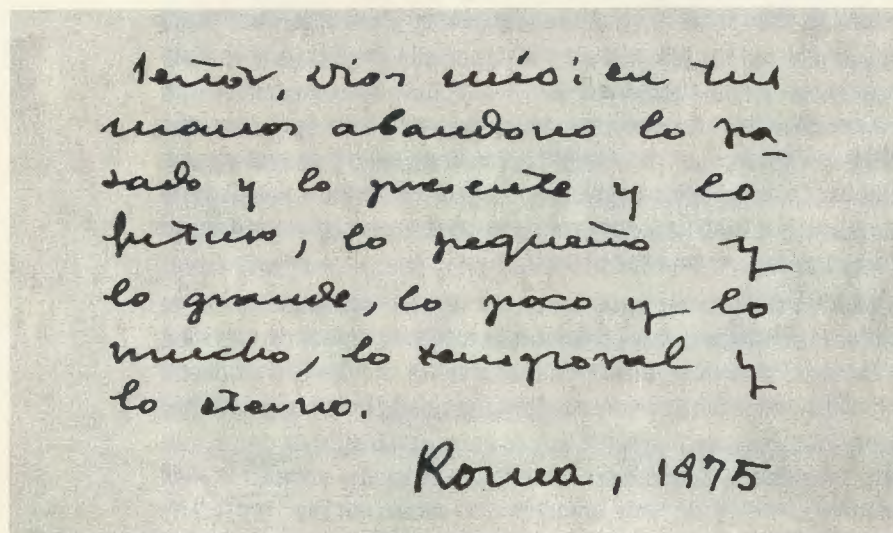 Señor, Dios mío: en tus
manos abandono lo pa-
sado y lo presente y lo
futuro, lo pequeño y
lo grande, lo poco y lo
mucho, lo temporal y
lo eterno.
Roma, 1975